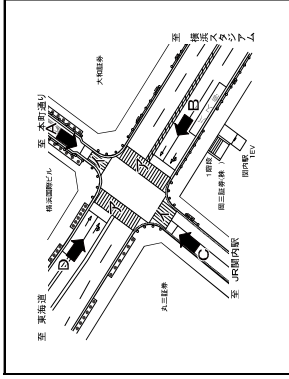 至 横浜スタジアム
大和証券
至 本町通り
A
B
横浜国際ビル
1階段
岡三証券(株)
関内駅
1EV
D
C
至 東海道
丸三証券
至 JR関内駅